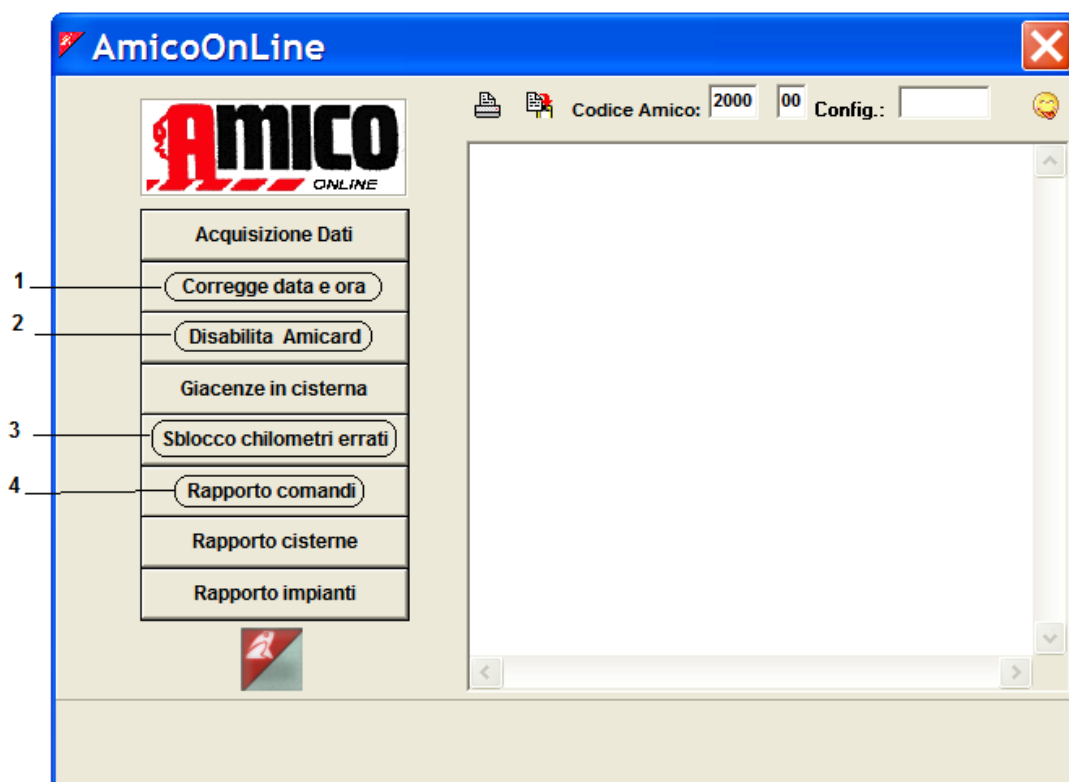 AmicoOnLine
AMICO
ONLINE
Codice Amico: 2000 00 Config.:
Acquisizione Dati
1 Corregge data e ora
2 Disabilita Amicard
Giacenze in cisterna
3 Sblocco chilometri errati
4 Rapporto comandi
Rapporto cisterne
Rapporto impianti